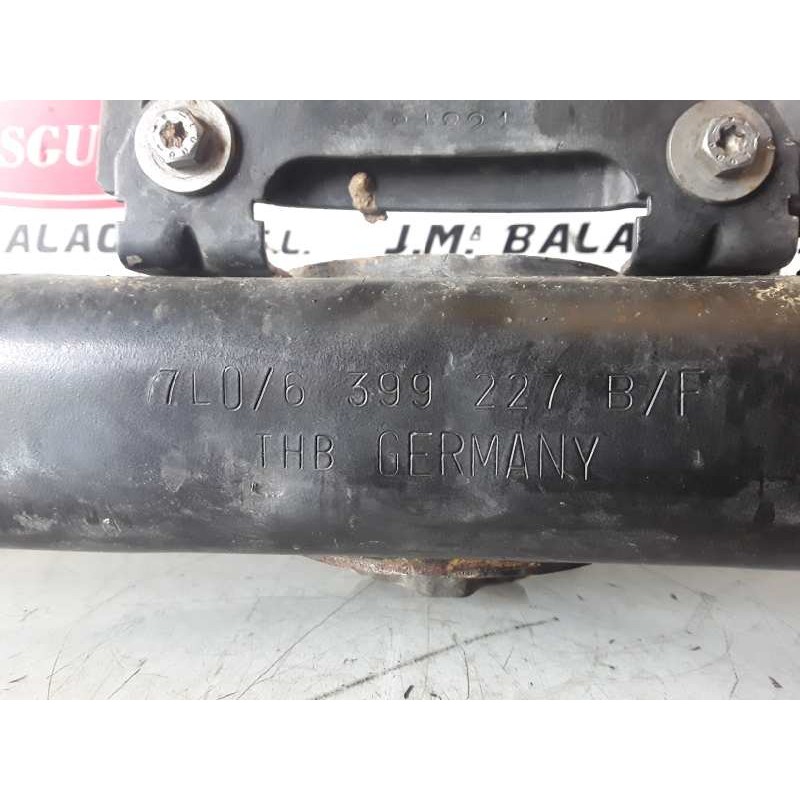 SGU
ALAC S.L. J.Mª BALA
7L0/6 399 227 B/F
THB GERMANY